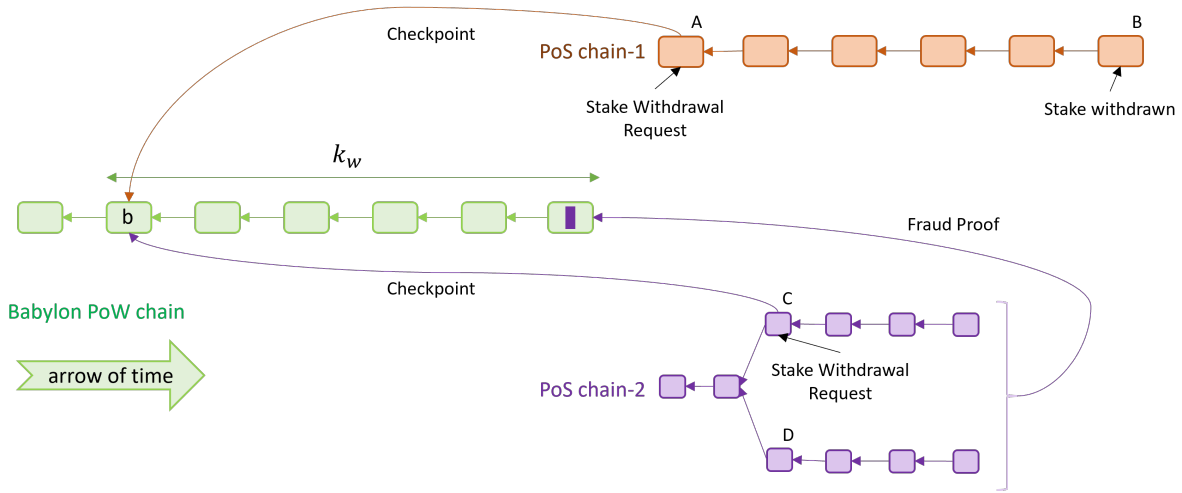 A
B
Checkpoint
PoS chain-1
Stake Withdrawal
Request
Stake withdrawn
k_w
b
Fraud Proof
Checkpoint
C
Babylon PoW chain
arrow of time
Stake Withdrawal
Request
PoS chain-2
D